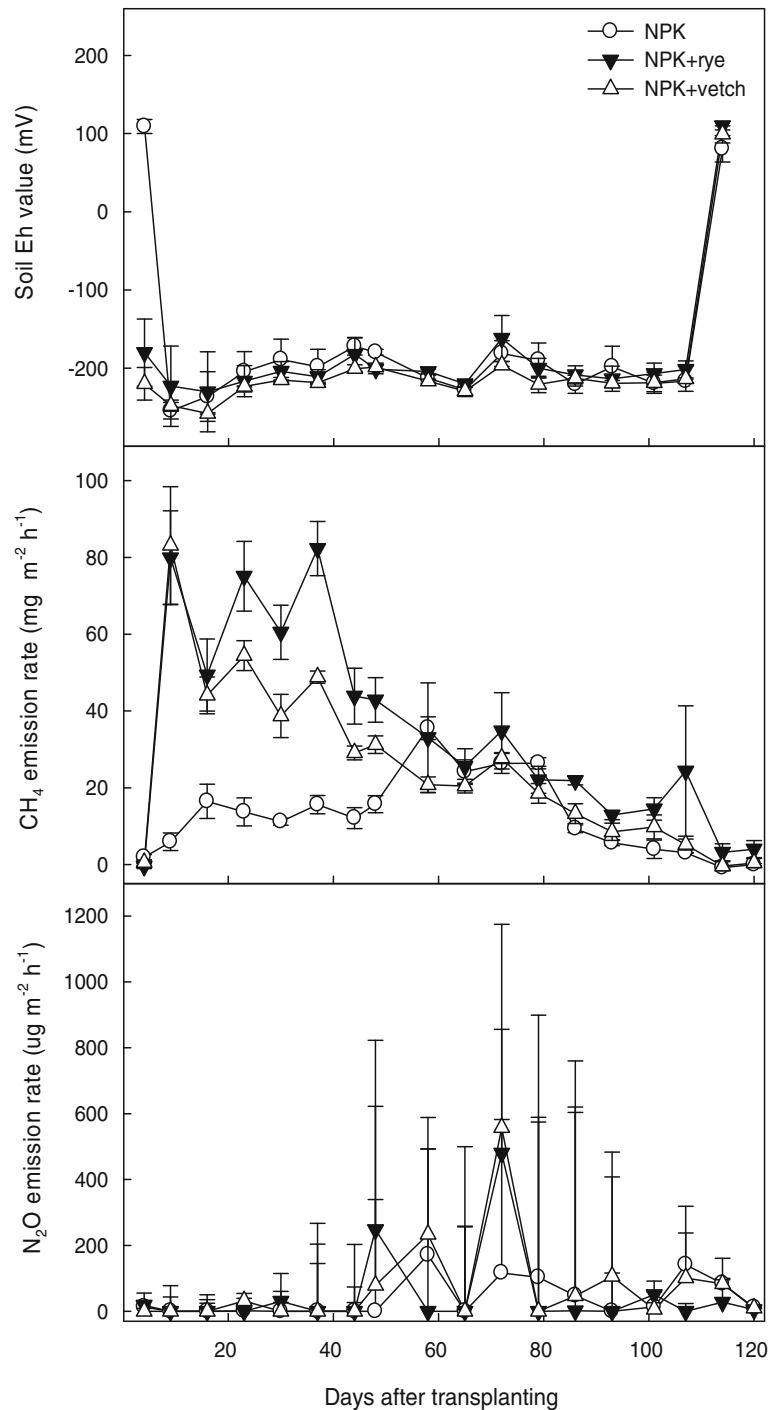 NPK
NPK+rye
NPK+vetch
200
100
0
-100
-200
Soil Eh value (mV)
100
80
60
40
20
0
CH₄ emission rate (mg m⁻² h⁻¹)
1200
1000
800
600
400
200
0
N₂O emission rate (ug m⁻² h⁻¹)
20 40 60 80 100 120
Days after transplanting